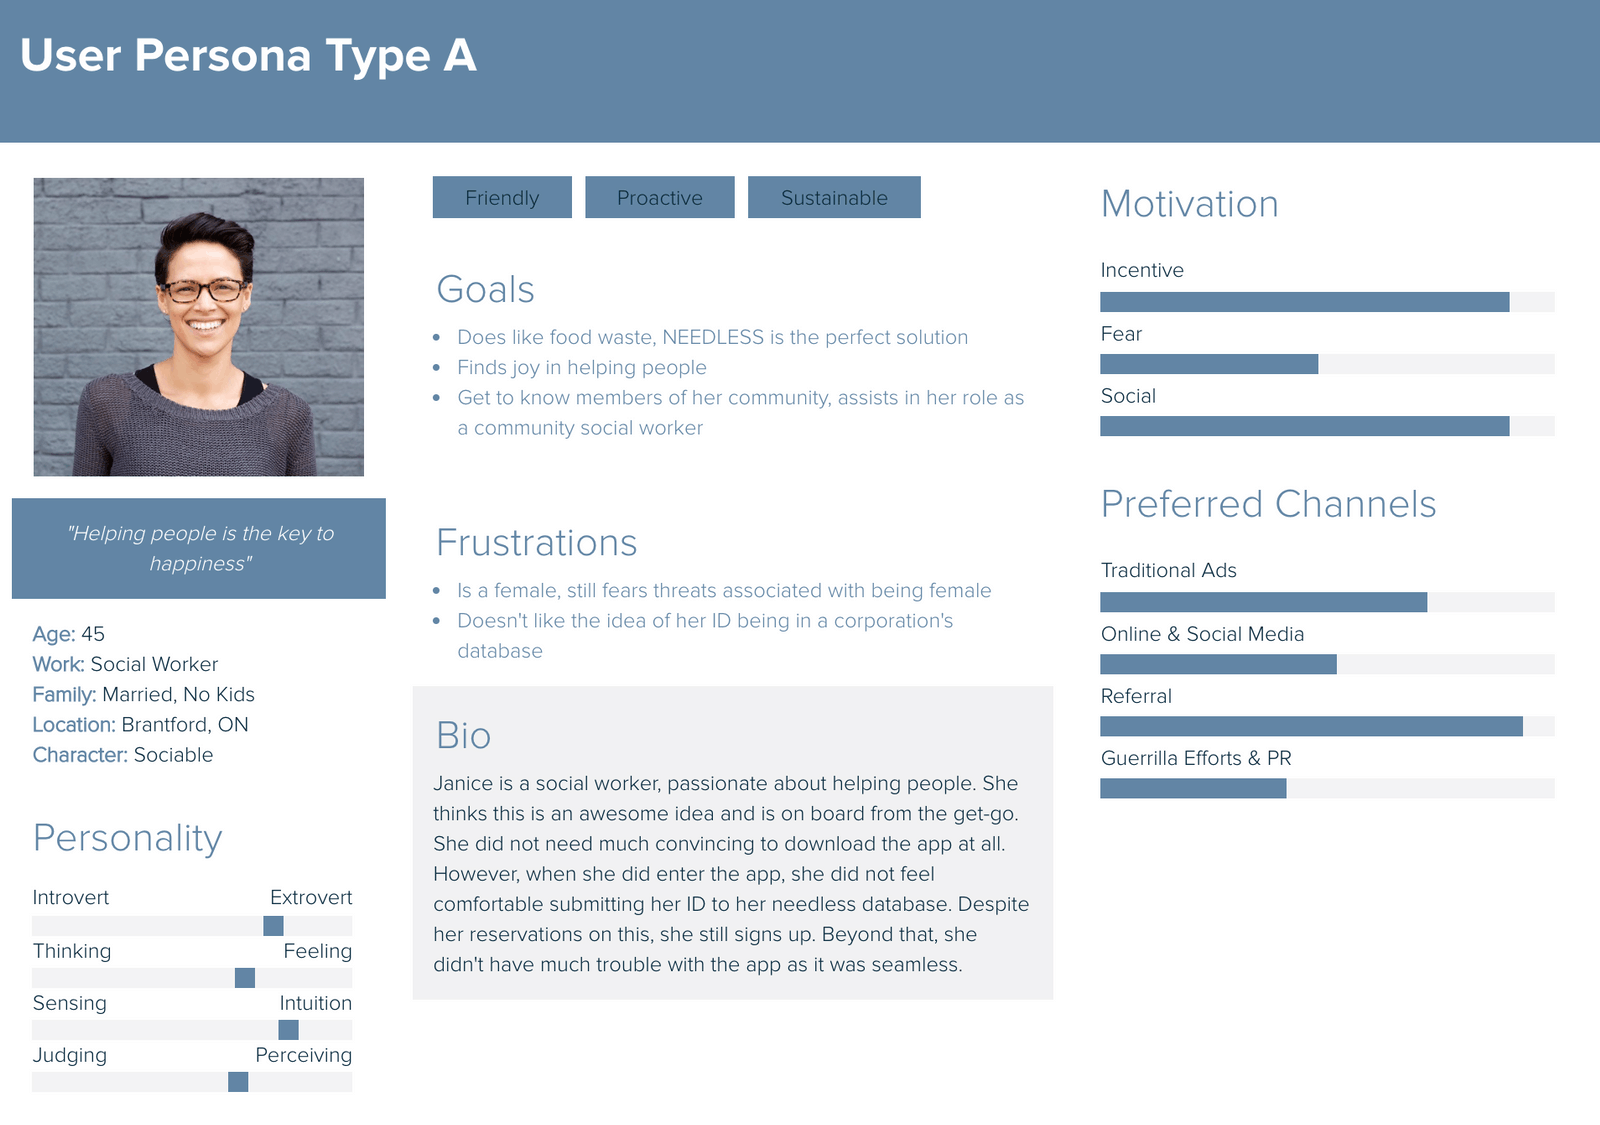 User Persona Type A
"Helping people is the key to
happiness"
Age: 45
Work: Social Worker
Family: Married, No Kids
Location: Brantford, ON
Character: Sociable
Personality
Introvert Extrovert
Thinking Feeling
Sensing Intuition
Judging Perceiving
Friendly Proactive Sustainable
Goals
• Does like food waste, NEEDLESS is the perfect solution
• Finds joy in helping people
• Get to know members of her community, assists in her role as
a community social worker
Frustrations
• Is a female, still fears threats associated with being female
• Doesn't like the idea of her ID being in a corporation's
database
Bio
Janice is a social worker, passionate about helping people. She
thinks this is an awesome idea and is on board from the get-go.
She did not need much convincing to download the app at all.
However, when she did enter the app, she did not feel
comfortable submitting her ID to her needless database. Despite
her reservations on this, she still signs up. Beyond that, she
didn't have much trouble with the app as it was seamless.
Motivation
Incentive
Fear
Social
Preferred Channels
Traditional Ads
Online & Social Media
Referral
Guerrilla Efforts & PR